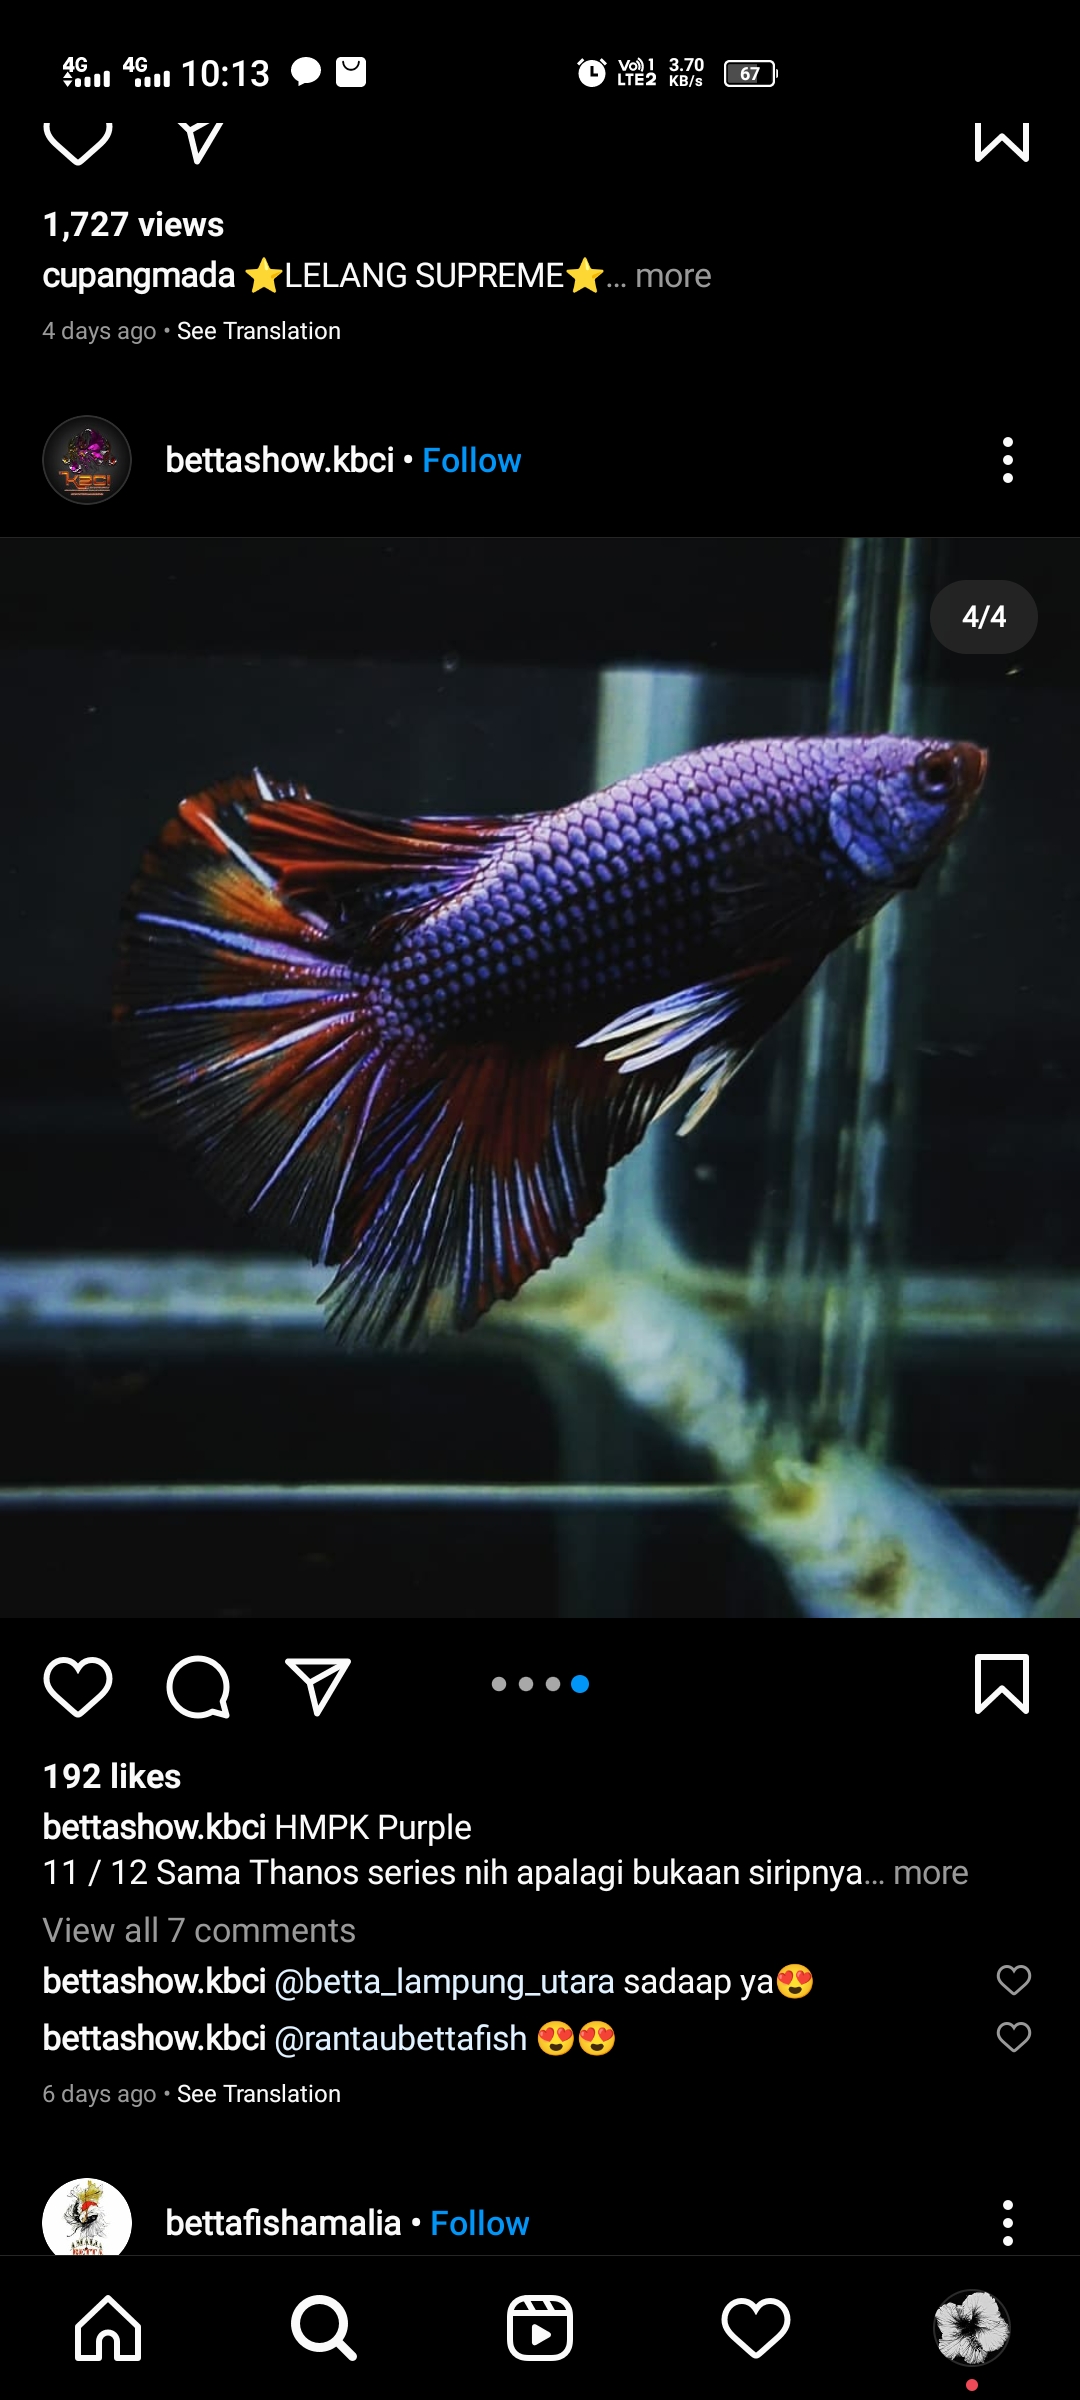 4G 4G 10:13 Vo) 1 LTE2 3.70 KB/s 67
1,727 views
cupangmada ⭐LELANG SUPREME⭐... more
4 days ago • See Translation
KBCI
bettashow.kbci • Follow
4/4
192 likes
bettashow.kbci HMPK Purple
11 / 12 Sama Thanos series nih apalagi bukaan siripnya... more
View all 7 comments
bettashow.kbci @betta_lampung_utara sadaap ya😍
bettashow.kbci @rantaubettafish 😍😍
6 days ago • See Translation
bettafishamalia • Follow